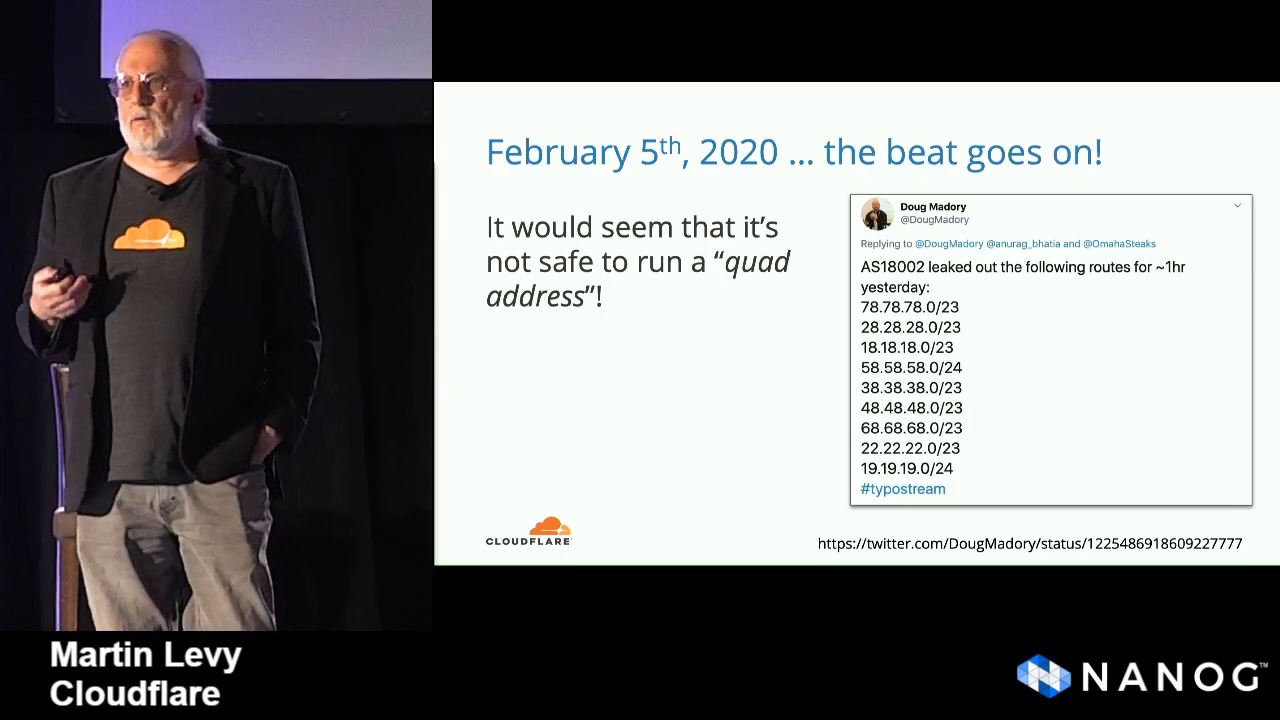 February 5th, 2020 ... the beat goes on!
It would seem that it's
not safe to run a “quad
address”!
Doug Madory
@DougMadory
Replying to @DougMadory @anurag_bhatia and @OmahaSteaks
AS18002 leaked out the following routes for ~1hr
yesterday:
78.78.78.0/23
28.28.28.0/23
18.18.18.0/23
58.58.58.0/24
38.38.38.0/23
48.48.48.0/23
68.68.68.0/23
22.22.22.0/23
19.19.19.0/24
#typostream
CLOUDFLARE
https://twitter.com/DougMadory/status/1225486918609227777
Martin Levy
Cloudflare
NANOG™